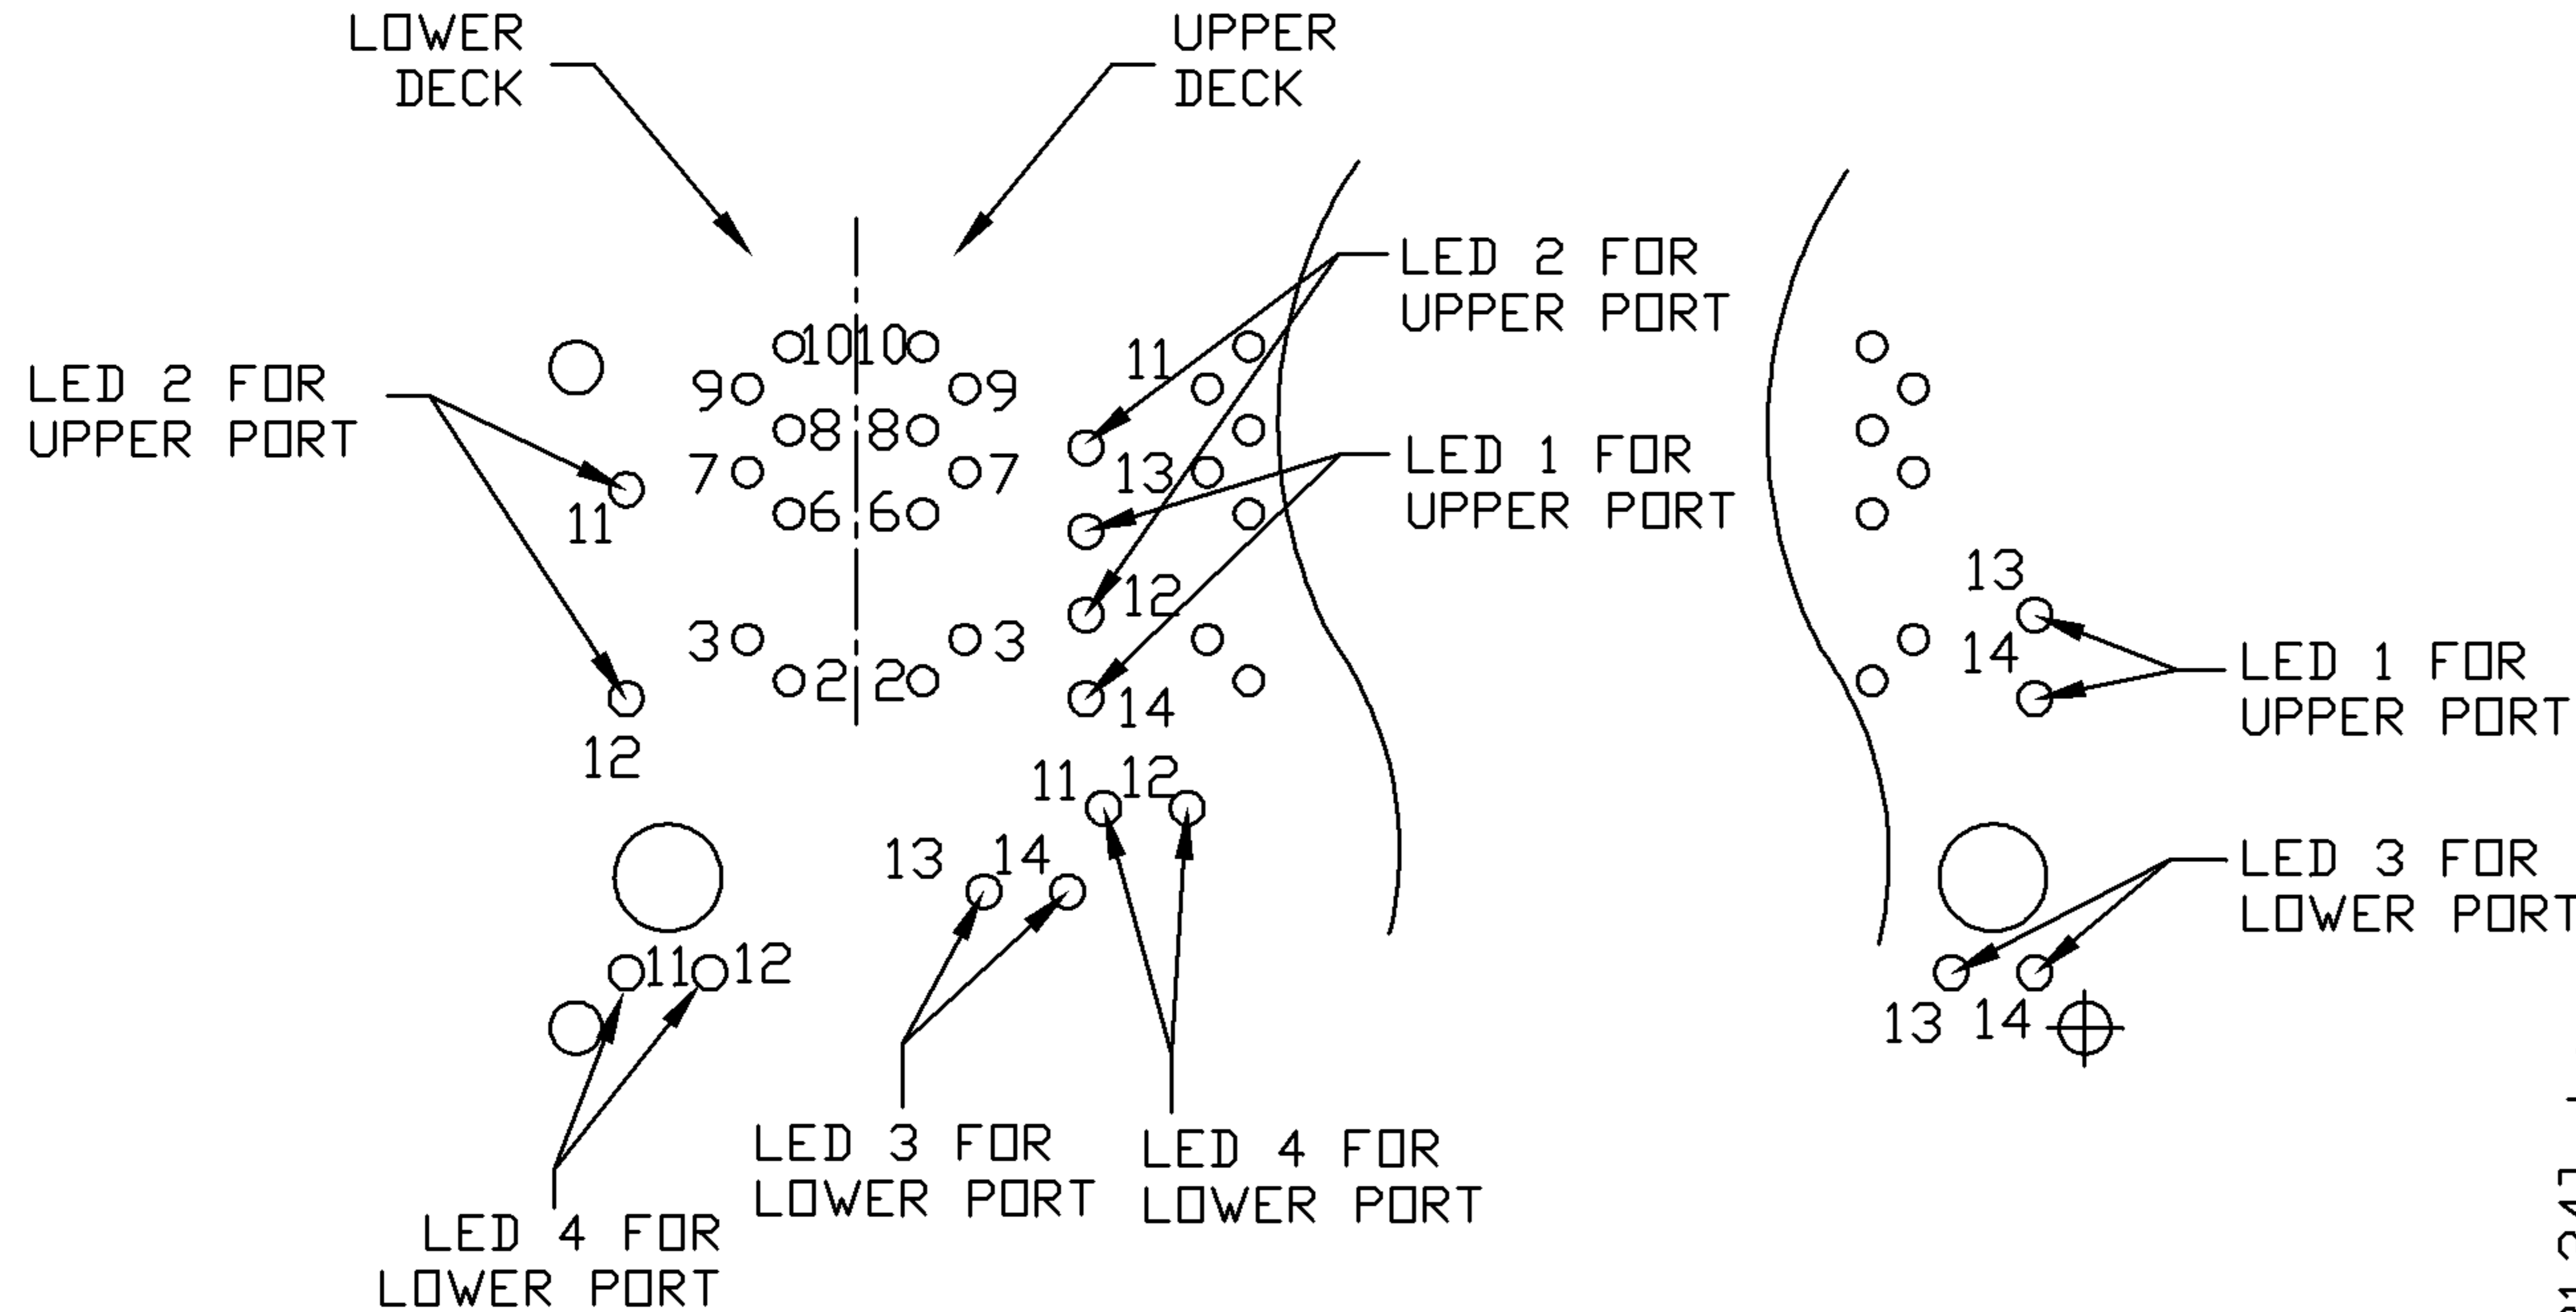 LOWER
DECK
UPPER
DECK
LED 2 FOR
UPPER PORT
10 10
11
LED 2 FOR
UPPER PORT
9 9
8 8
LED 1 FOR
UPPER PORT
7 7
13
6 6
11
13
12
3 3
14
LED 1 FOR
UPPER PORT
2 2
14
12
11 12
13 14
LED 3 FOR
LOWER PORT
11 12
13 14
LED 3 FOR
LOWER PORT
LED 4 FOR
LOWER PORT
LED 4 FOR
LOWER PORT